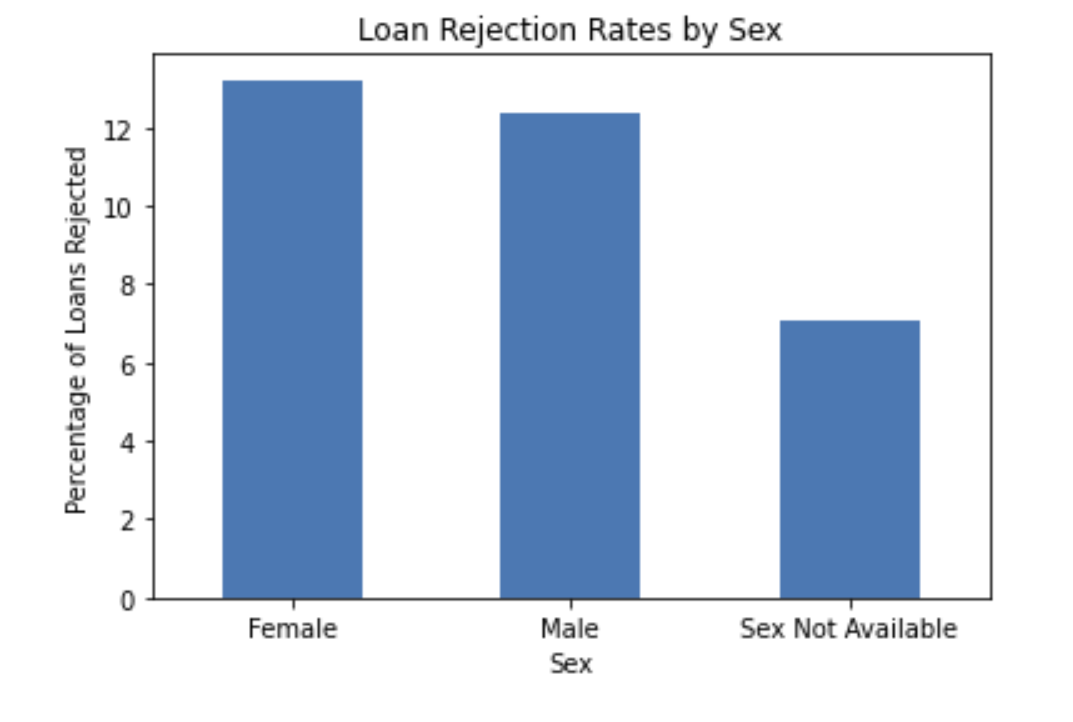 Loan Rejection Rates by Sex
Percentage of Loans Rejected
12
10
8
6
4
2
0
Female Male Sex Not Available
Sex